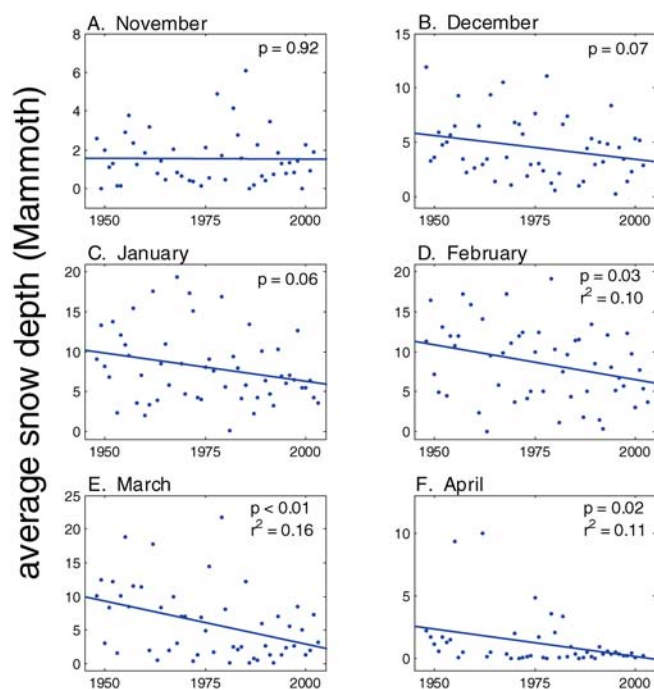 average snow depth (Mammoth)
A. November
p = 0.92
8
6
4
2
0
1950 1975 2000
B. December
p = 0.07
15
10
5
0
1950 1975 2000
C. January
p = 0.06
20
15
10
5
0
1950 1975 2000
D. February
p = 0.03
r² = 0.10
20
15
10
5
0
1950 1975 2000
E. March
p < 0.01
r² = 0.16
25
20
15
10
5
0
1950 1975 2000
F. April
p = 0.02
r² = 0.11
10
5
0
1950 1975 2000